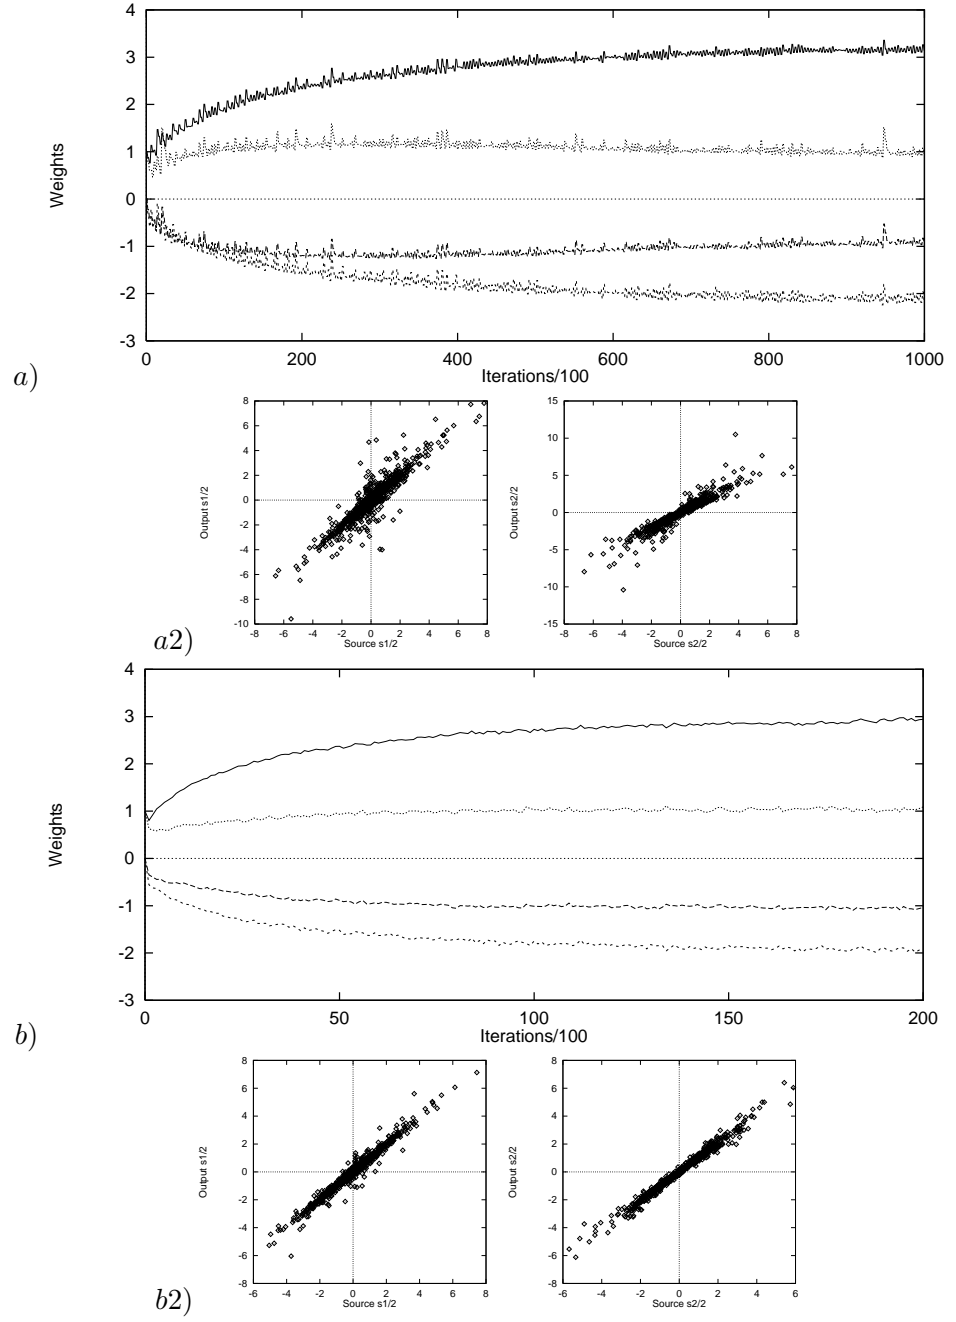 4
3
2
1
0
-1
-2
-3
Weights
0 200 400 600 800 1000
Iterations/100
a)
8
6
4
2
0
-2
-4
-6
-8
-10
Output s1/2
-8 -6 -4 -2 0 2 4 6 8
Source s1/2
15
10
5
0
-5
-10
-15
Output s2/2
-8 -6 -4 -2 0 2 4 6 8
Source s2/2
a2)
4
3
2
1
0
-1
-2
-3
Weights
0 50 100 150 200
Iterations/100
b)
8
6
4
2
0
-2
-4
-6
-8
Output s1/2
-6 -4 -2 0 2 4 6 8
Source s1/2
8
6
4
2
0
-2
-4
-6
-8
Output s2/2
-6 -4 -2 0 2 4 6
Source s2/2
b2)